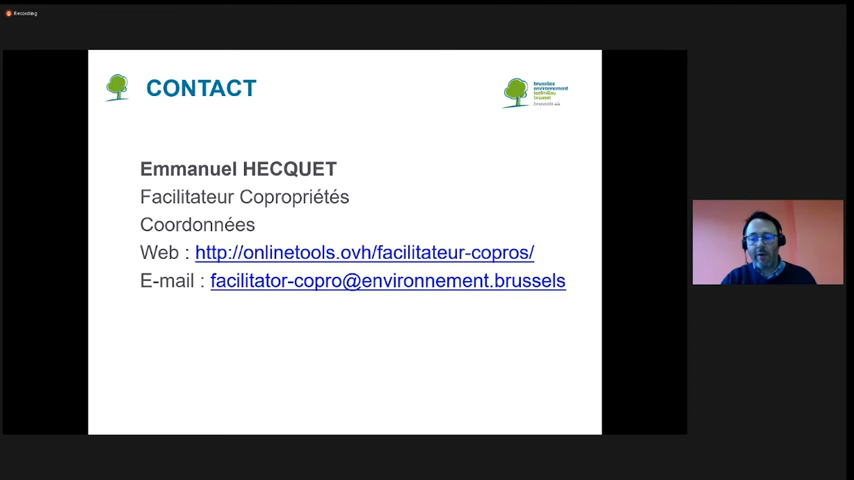 Recording
CONTACT
bruxelles
environnement
leefmilieu
brussel
Emmanuel HECQUET
Facilitateur Copropriétés
Coordonnées
Web : http://onlinetools.ovh/facilitateur-copros/
E-mail : facilitator-copro@environnement.brussels